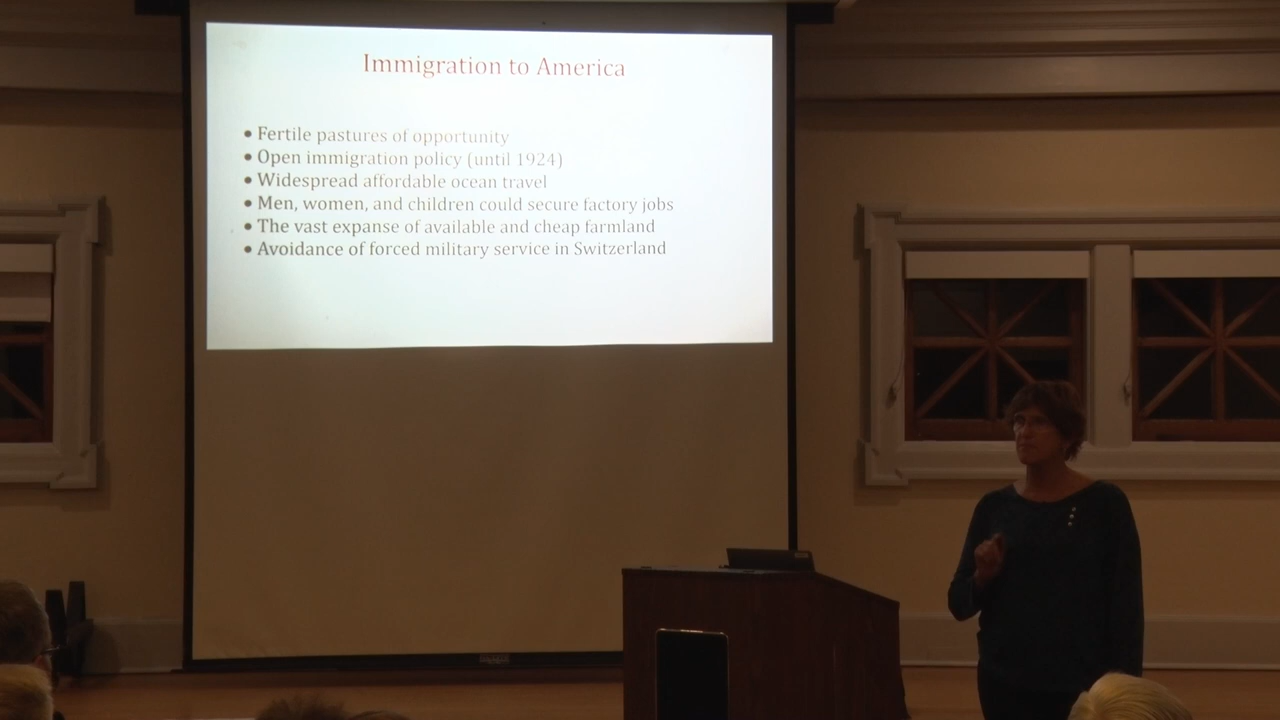 Immigration to America
• Fertile pastures of opportunity
• Open immigration policy (until 1924)
• Widespread affordable ocean travel
• Men, women, and children could secure factory jobs
• The vast expanse of available and cheap farmland
• Avoidance of forced military service in Switzerland